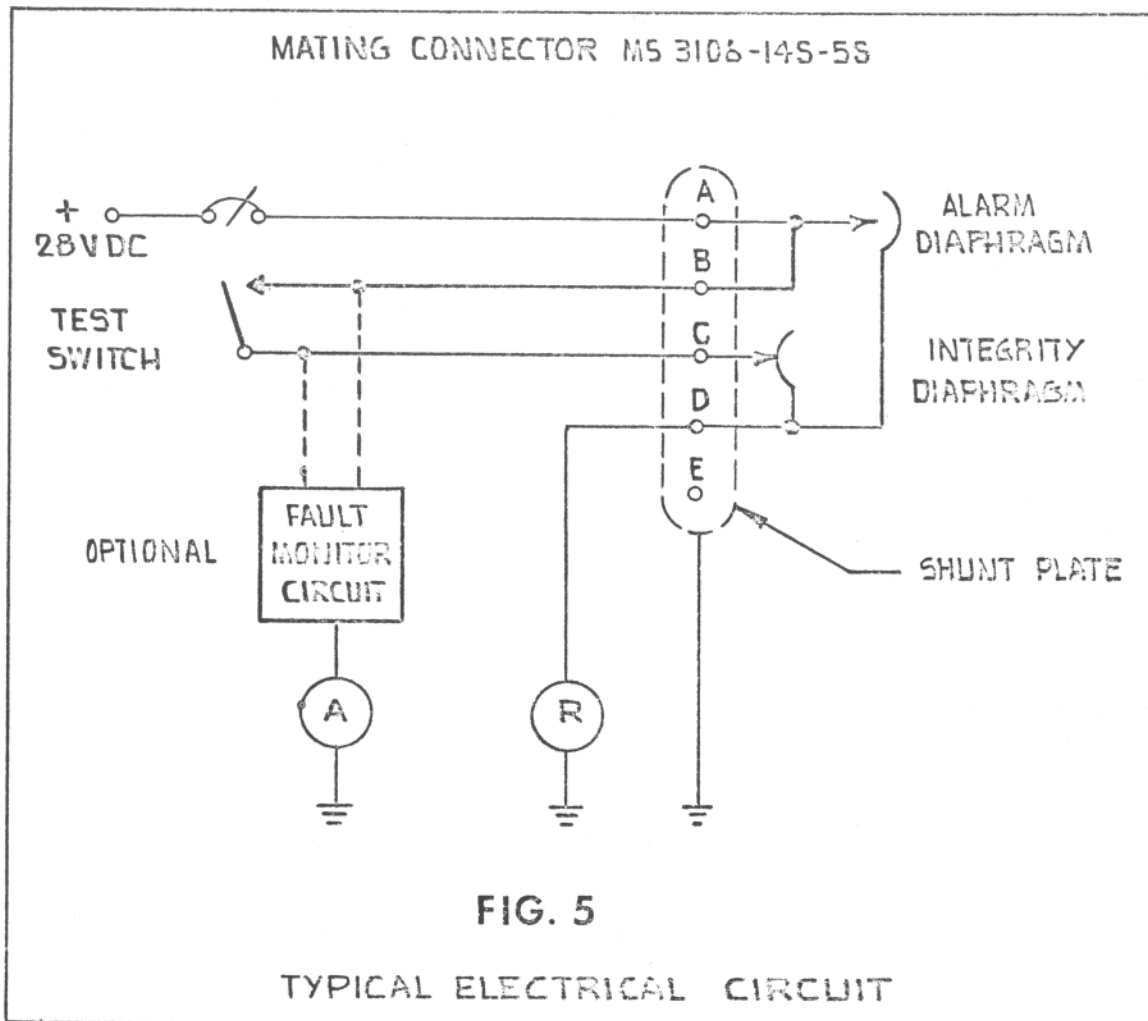 MATING CONNECTOR MS 3106-14S-5S
+
28V DC
A
B
C
D
E
ALARM
DIAPHRAGM
TEST
SWITCH
INTEGRITY
DIAPHRAGM
OPTIONAL
FAULT
MONITOR
CIRCUIT
SHUNT PLATE
A
R
FIG. 5
TYPICAL ELECTRICAL CIRCUIT